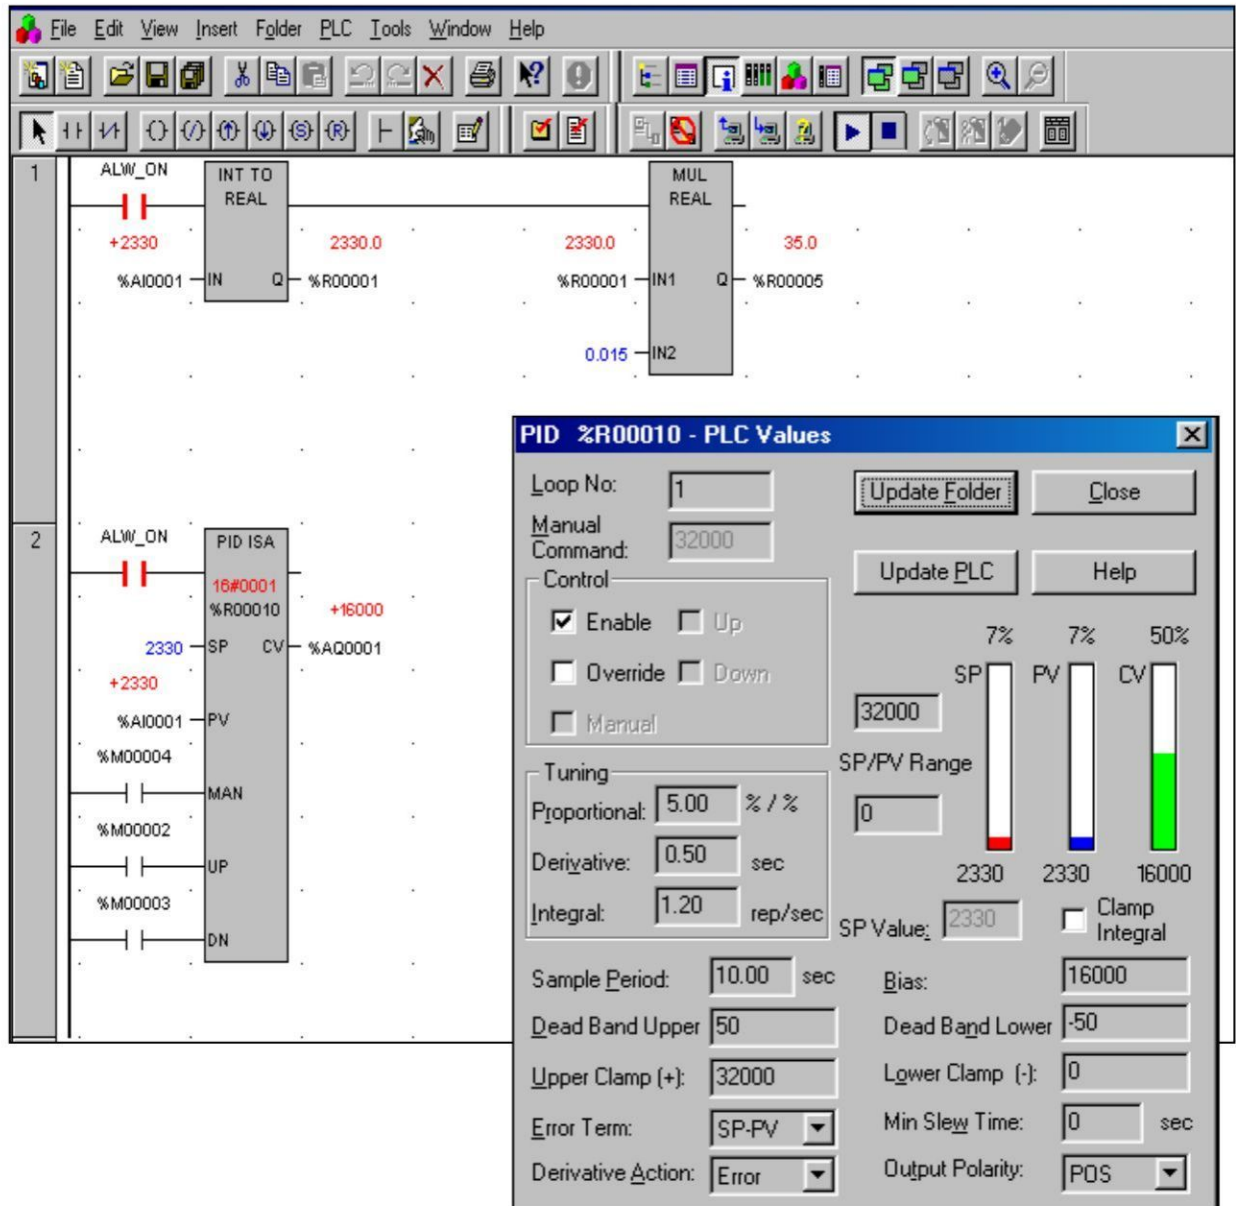 File Edit View Insert Folder PLC Tools Window Help
1
ALW_ON
INT TO
REAL
MUL
REAL
+2330
2330.0
2330.0
35.0
%AI0001
IN
Q
%R00001
%R00001
IN1
Q
%R00005
0.015
IN2
2
ALW_ON
PID ISA
16#0001
%R00010
+16000
2330
SP
CV
%AQ0001
+2330
%AI0001
PV
%M00004
MAN
%M00002
UP
%M00003
DN
PID %R00010 - PLC Values
Loop No: 1
Update Folder
Close
Manual
Command: 32000
Update PLC
Help
Control
Enable
Up
Override
Down
Manual
7% 7% 50%
SP PV CV
32000
SP/PV Range
0
2330 2330 16000
SP Value: 2330
Clamp
Integral
Tuning
Proportional: 5.00 % / %
Derivative: 0.50 sec
Integral: 1.20 rep/sec
Sample Period: 10.00 sec
Bias: 16000
Dead Band Upper 50
Dead Band Lower -50
Upper Clamp (+): 32000
Lower Clamp (-): 0
Error Term: SP-PV
Min Slew Time: 0 sec
Derivative Action: Error
Output Polarity: POS